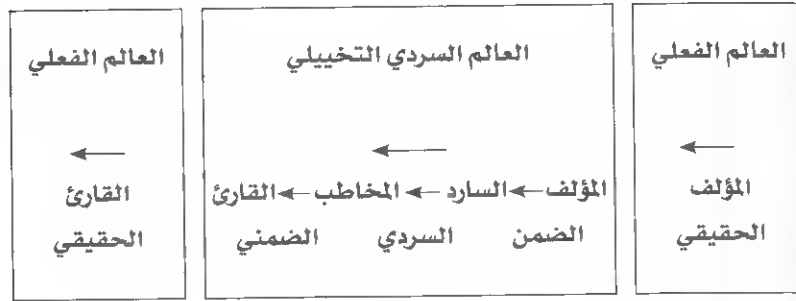 العالم الفعلي
المؤلف
الحقيقي
العالم السردي التخييلي
المؤلف السارد المخاطب القارئ
الضمن السردي الضمني
العالم الفعلي
القارئ
الحقيقي